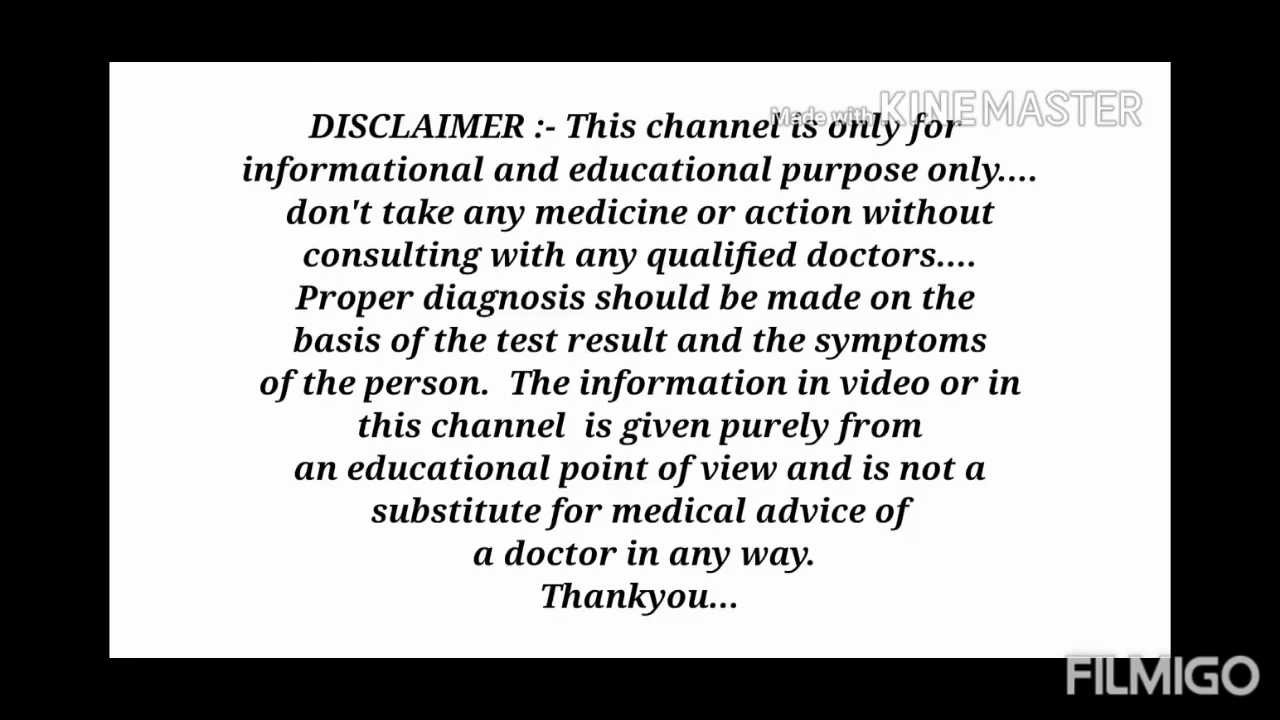 Made with KINEMASTER
DISCLAIMER :- This channel is only for
informational and educational purpose only....
don't take any medicine or action without
consulting with any qualified doctors....
Proper diagnosis should be made on the
basis of the test result and the symptoms
of the person. The information in video or in
this channel is given purely from
an educational point of view and is not a
substitute for medical advice of
a doctor in any way.
Thankyou...
FILMIGO